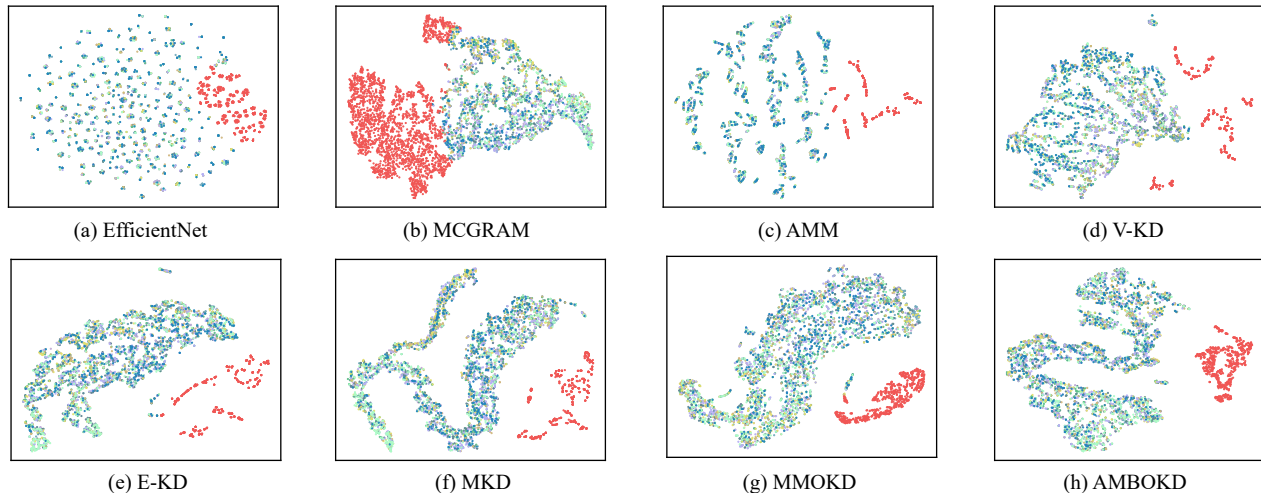 (a) EfficientNet
(b) MCGRAM
(c) AMM
(d) V-KD
(e) E-KD
(f) MKD
(g) MMOKD
(h) AMBOKD